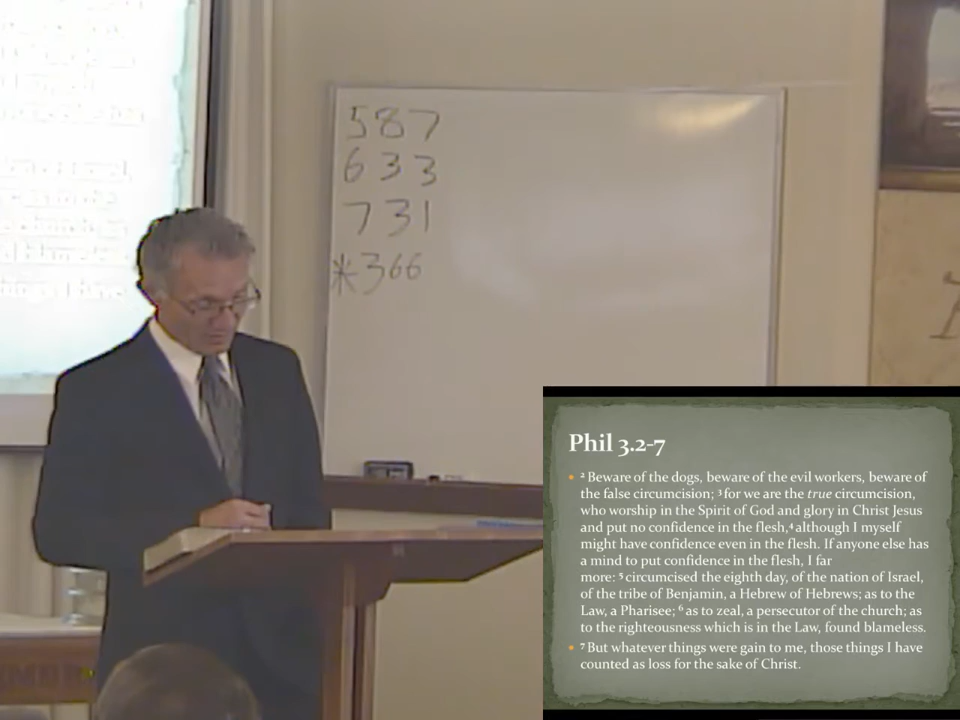 587
633
731
*366
Phil 3.2-7
• ² Beware of the dogs, beware of the evil workers, beware of
the false circumcision; ³ for we are the true circumcision,
who worship in the Spirit of God and glory in Christ Jesus
and put no confidence in the flesh,⁴ although I myself
might have confidence even in the flesh. If anyone else has
a mind to put confidence in the flesh, I far
more: ⁵ circumcised the eighth day, of the nation of Israel,
of the tribe of Benjamin, a Hebrew of Hebrews; as to the
Law, a Pharisee; ⁶ as to zeal, a persecutor of the church; as
to the righteousness which is in the Law, found blameless.
• ⁷ But whatever things were gain to me, those things I have
counted as loss for the sake of Christ.